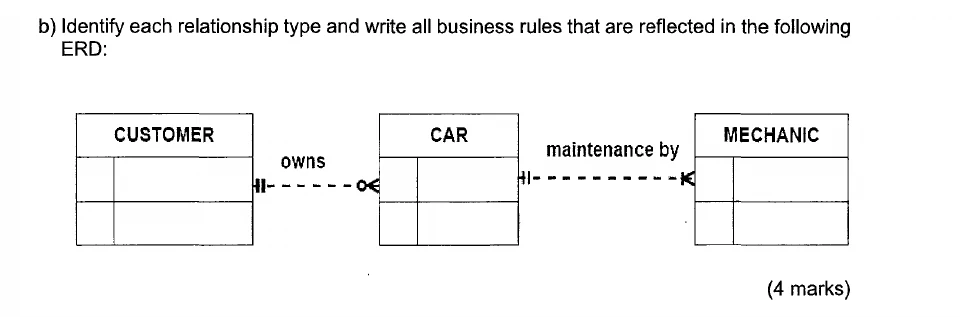 b) Identify each relationship type and write all business rules that are reflected in the following
ERD:
CUSTOMER
owns
CAR
maintenance by
MECHANIC
(4 marks)